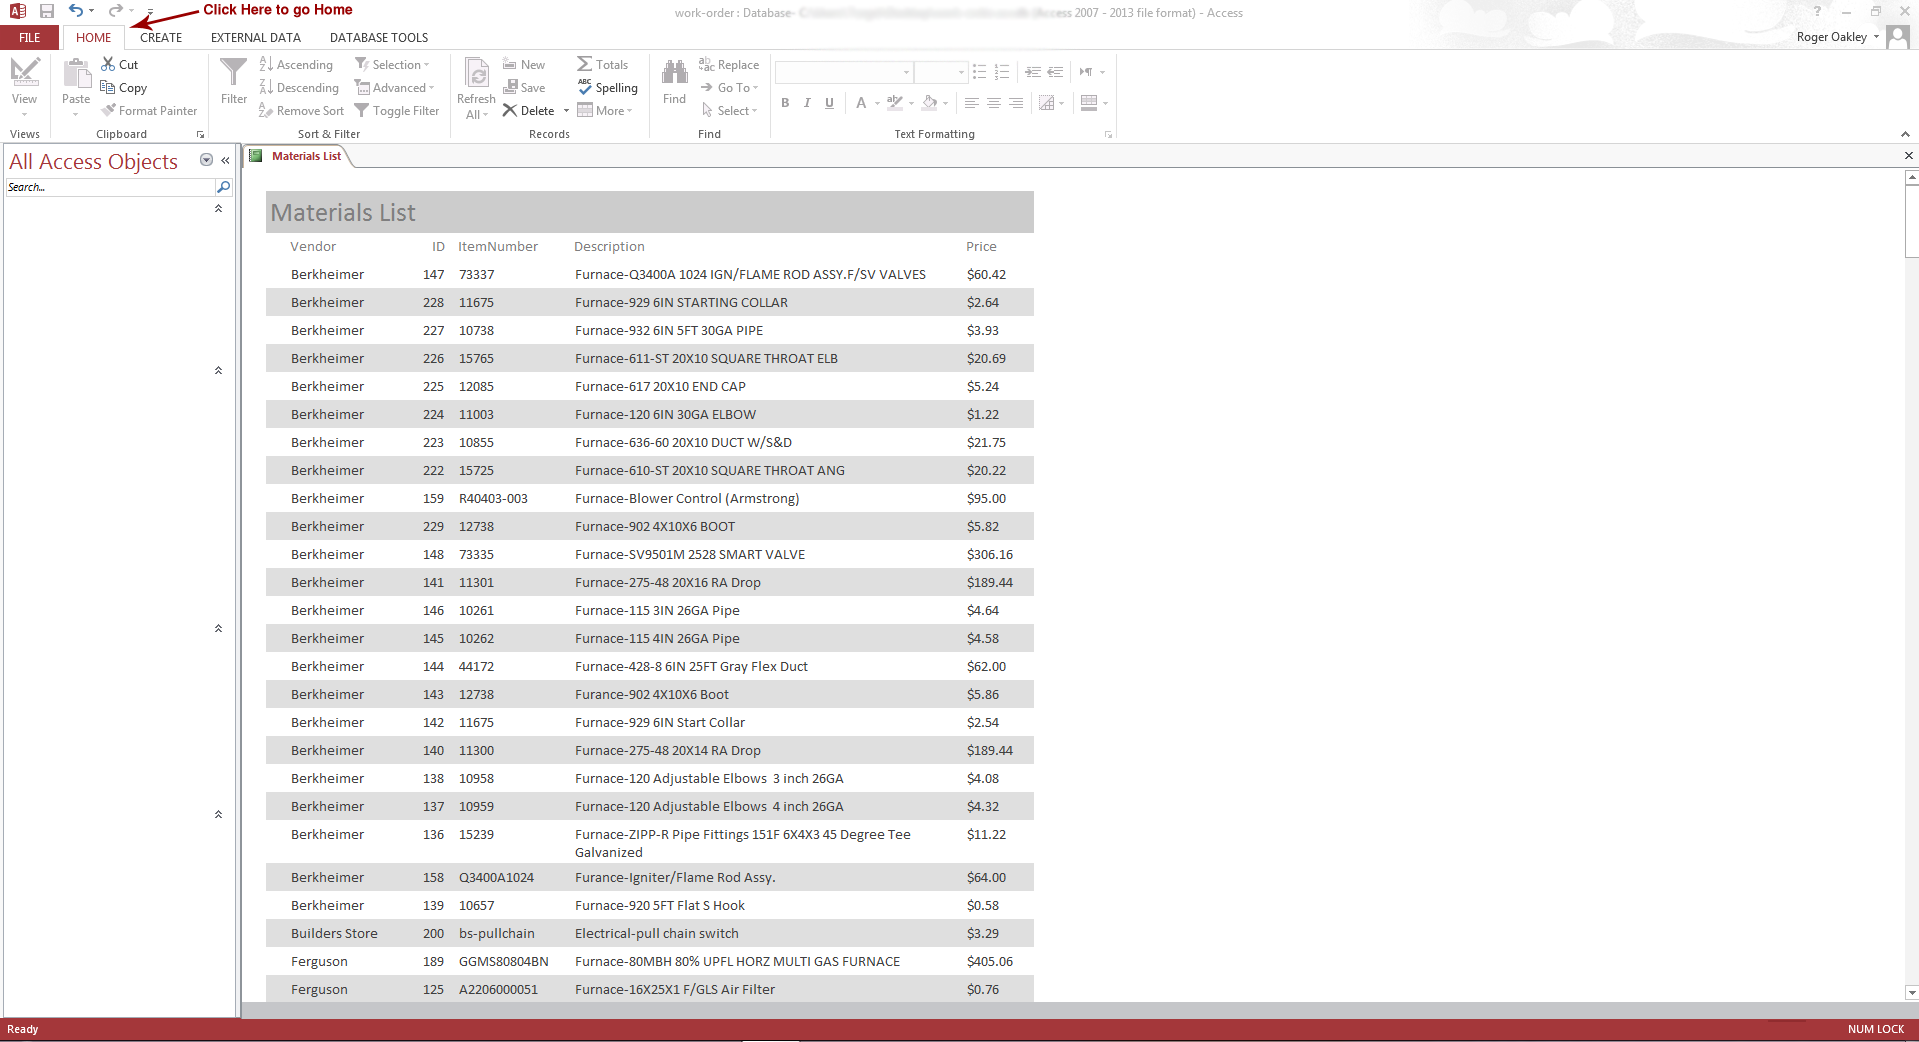 Click Here to go Home
work-order : Database- (Access 2007 - 2013 file format) - Access
FILE HOME CREATE EXTERNAL DATA DATABASE TOOLS Roger Oakley
View
Views
Paste
Cut
Copy
Format Painter
Clipboard
Filter
Ascending
Descending
Remove Sort
Selection
Advanced
Toggle Filter
Sort & Filter
Refresh
All
New
Save
Delete
Totals
Spelling
More
Records
Find
Replace
Go To
Select
Find
B I U A
Text Formatting
All Access Objects
Search...
Materials List
Materials List
Vendor ID ItemNumber Description Price
Berkheimer 147 73337 Furnace-Q3400A 1024 IGN/FLAME ROD ASSY.F/SV VALVES $60.42
Berkheimer 228 11675 Furnace-929 6IN STARTING COLLAR $2.64
Berkheimer 227 10738 Furnace-932 6IN 5FT 30GA PIPE $3.93
Berkheimer 226 15765 Furnace-611-ST 20X10 SQUARE THROAT ELB $20.69
Berkheimer 225 12085 Furnace-617 20X10 END CAP $5.24
Berkheimer 224 11003 Furnace-120 6IN 30GA ELBOW $1.22
Berkheimer 223 10855 Furnace-636-60 20X10 DUCT W/S&D $21.75
Berkheimer 222 15725 Furnace-610-ST 20X10 SQUARE THROAT ANG $20.22
Berkheimer 159 R40403-003 Furnace-Blower Control (Armstrong) $95.00
Berkheimer 229 12738 Furnace-902 4X10X6 BOOT $5.82
Berkheimer 148 73335 Furnace-SV9501M 2528 SMART VALVE $306.16
Berkheimer 141 11301 Furnace-275-48 20X16 RA Drop $189.44
Berkheimer 146 10261 Furnace-115 3IN 26GA Pipe $4.64
Berkheimer 145 10262 Furnace-115 4IN 26GA Pipe $4.58
Berkheimer 144 44172 Furnace-428-8 6IN 25FT Gray Flex Duct $62.00
Berkheimer 143 12738 Furance-902 4X10X6 Boot $5.86
Berkheimer 142 11675 Furnace-929 6IN Start Collar $2.54
Berkheimer 140 11300 Furnace-275-48 20X14 RA Drop $189.44
Berkheimer 138 10958 Furnace-120 Adjustable Elbows 3 inch 26GA $4.08
Berkheimer 137 10959 Furnace-120 Adjustable Elbows 4 inch 26GA $4.32
Berkheimer 136 15239 Furnace-ZIPP-R Pipe Fittings 151F 6X4X3 45 Degree Tee $11.22
Galvanized
Berkheimer 158 Q3400A1024 Furance-Igniter/Flame Rod Assy. $64.00
Berkheimer 139 10657 Furnace-920 5FT Flat S Hook $0.58
Builders Store 200 bs-pullchain Electrical-pull chain switch $3.29
Ferguson 189 GGMS80804BN Furnace-80MBH 80% UPFL HORZ MULTI GAS FURNACE $405.06
Ferguson 125 A2206000051 Furnace-16X25X1 F/GLS Air Filter $0.76
Ready NUM LOCK